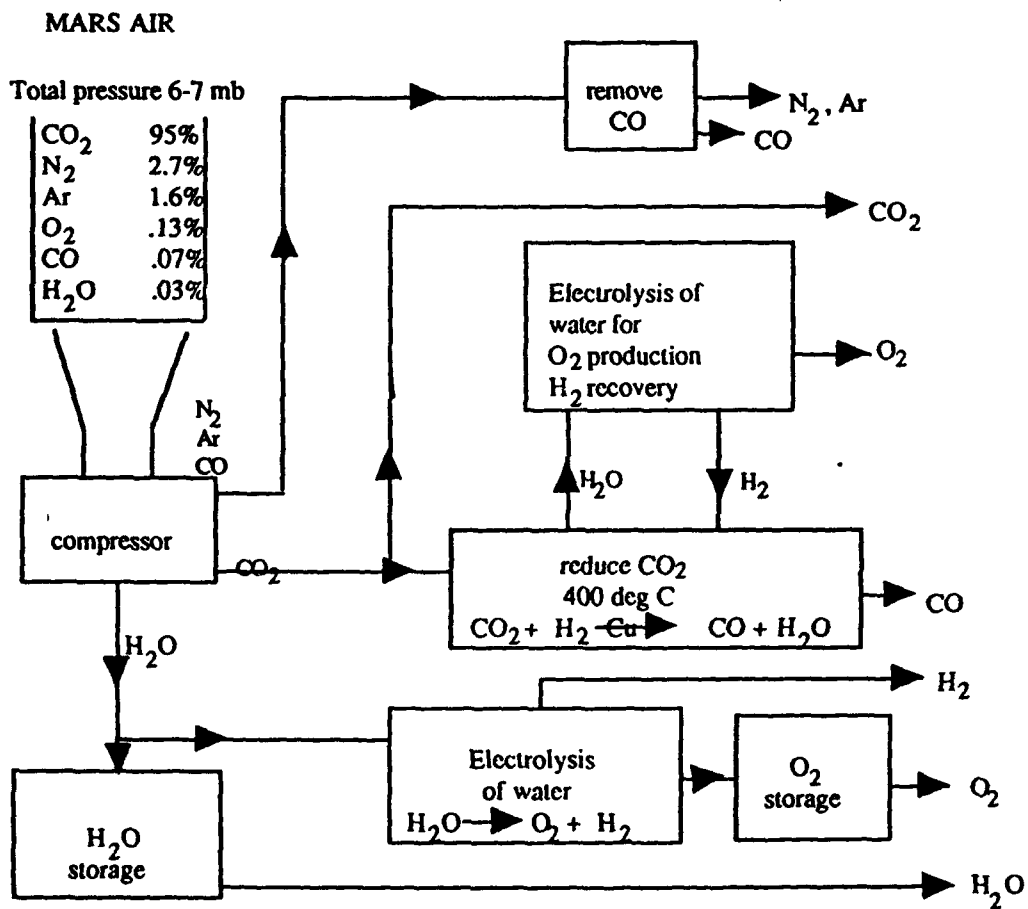 MARS AIR
Total pressure 6-7 mb
CO2 95%
N2 2.7%
Ar 1.6%
O2 .13%
CO .07%
H2O .03%
remove
CO
N2, Ar
CO
CO2
Electrolysis of
water for
O2 production
H2 recovery
O2
N2
Ar
CO
H2O
H2
compressor
CO2
reduce CO2
400 deg C
CO2 + H2 Cu CO + H2O
CO
H2O
H2
Electrolysis
of water
H2O O2 + H2
O2
storage
O2
H2O
storage
H2O